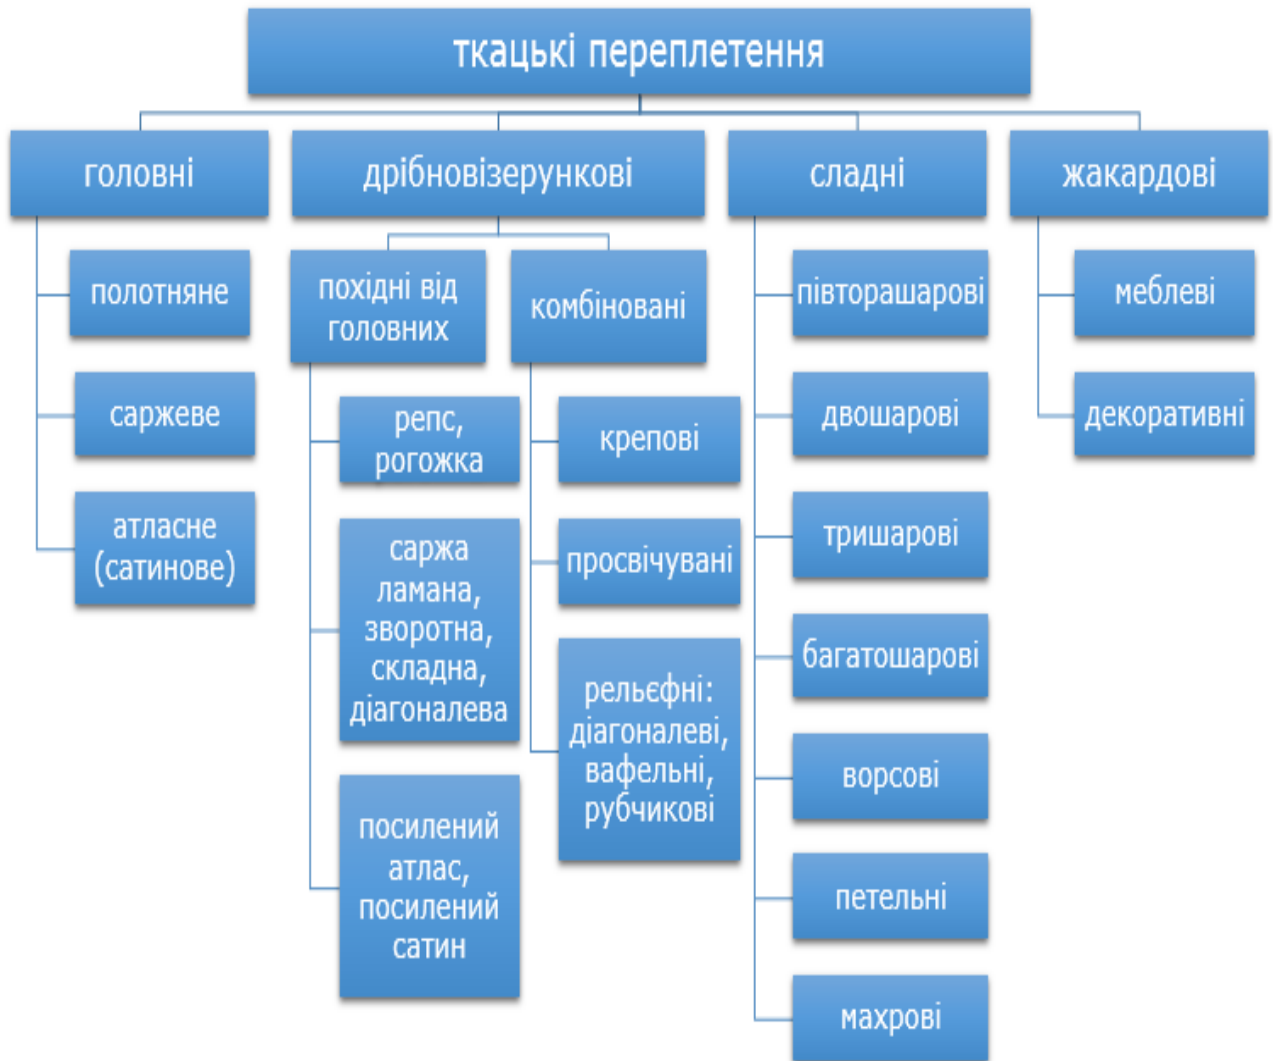 ткацькі переплетення
головні
дрібновізерункові
сладні
жакардові
полотняне
саржеве
атласне
(сатинове)
похідні від
головних
репс,
рогожка
саржа
ламана,
зворотна,
складна,
діагоналева
посилений
атлас,
посилений
сатин
комбіновані
крепові
просвічувані
рельєфні:
діагоналеві,
вафельні,
рубчикові
півторашарові
двошарові
тришарові
багатошарові
ворсові
петельні
махрові
меблеві
декоративні